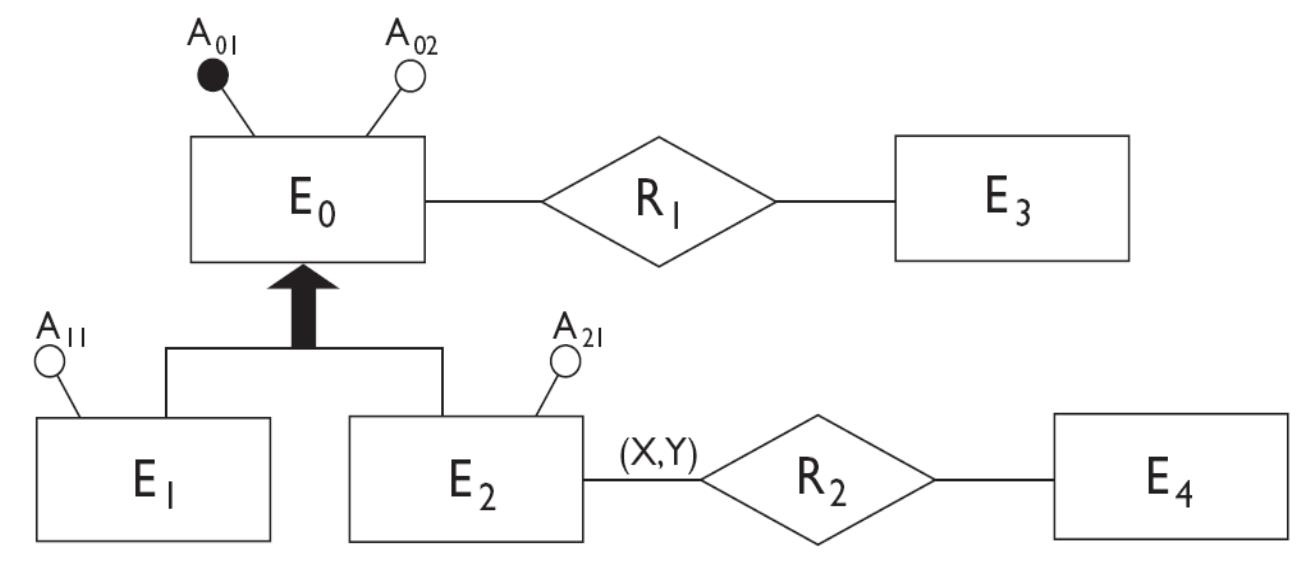 A01 A02
E0 R1 E3
A11 A21
E1 E2 (X,Y) R2 E4